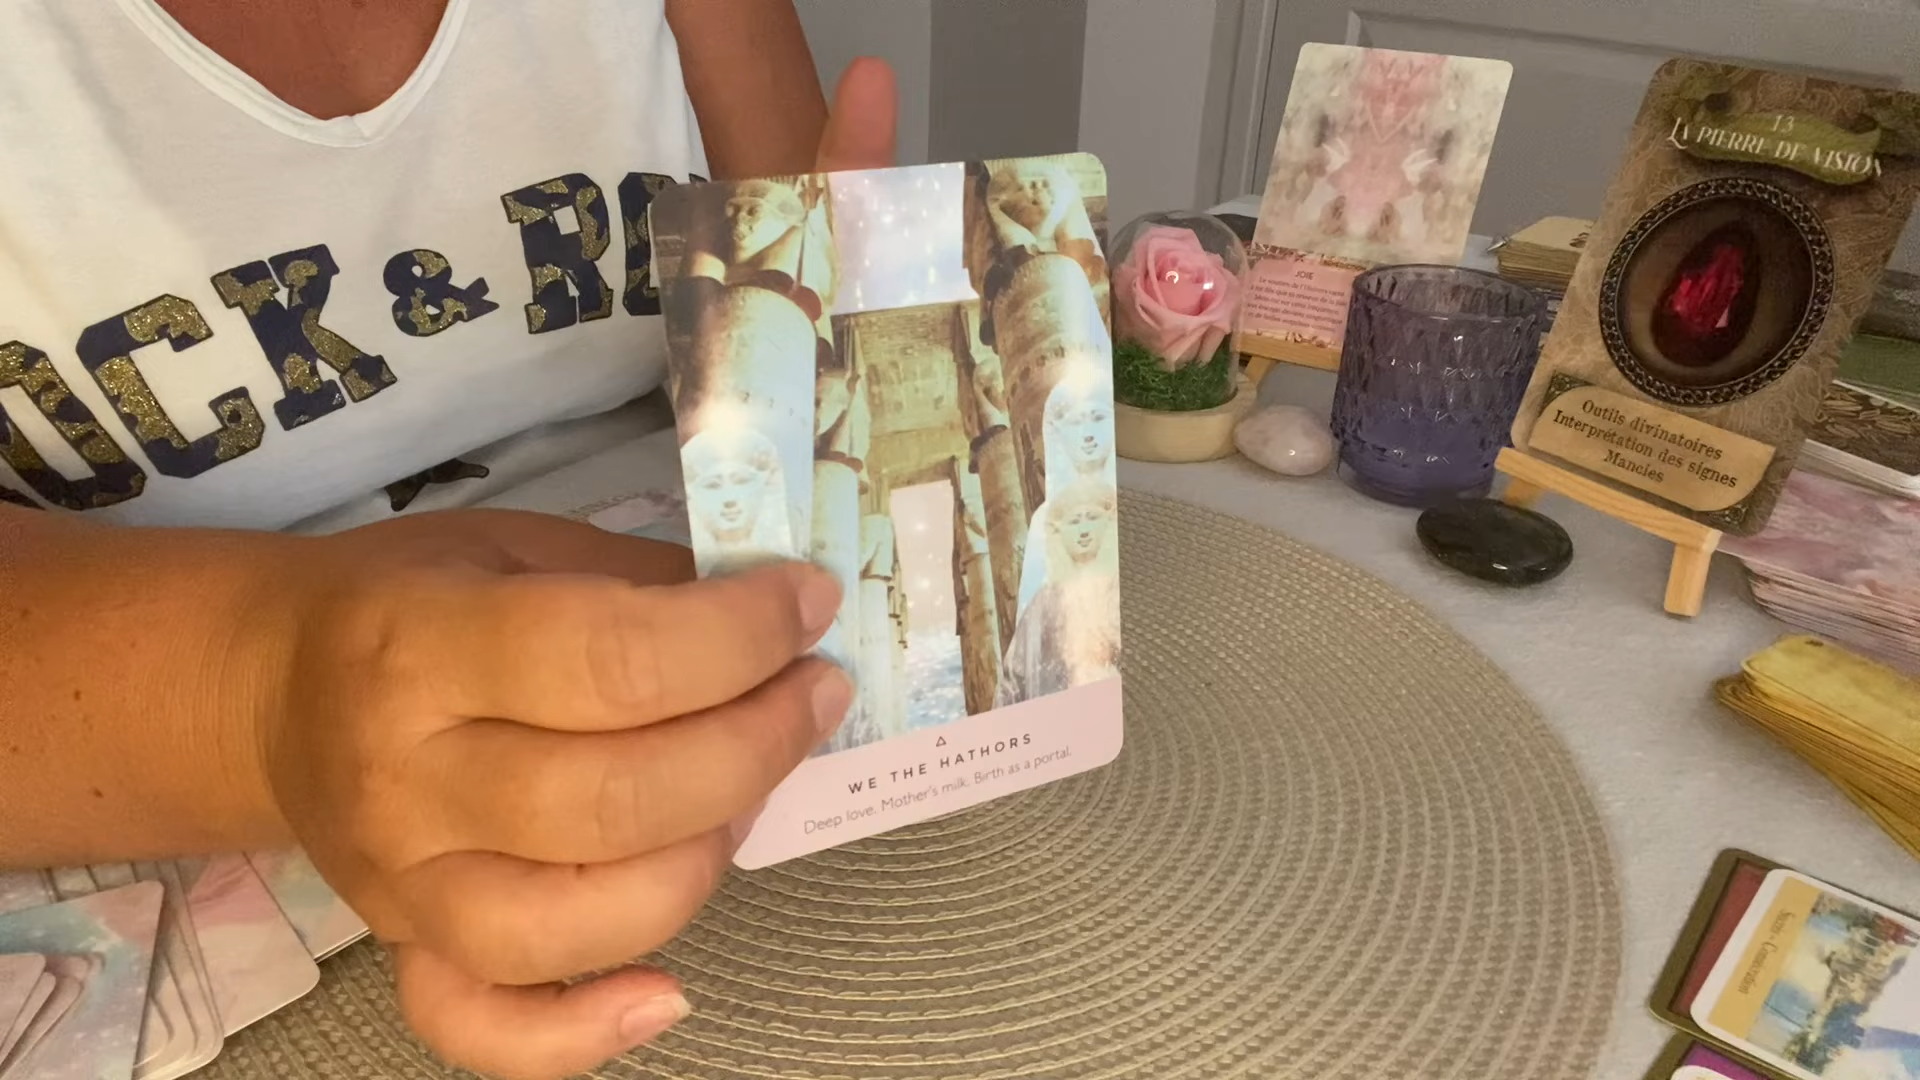 OCK & RO
WE THE HATHORS
Deep love. Mother's milk. Birth as a portal.
JOIE
13
LA PIERRE DE VISION
Outils divinatoires
Interprétation des signes
Mancies